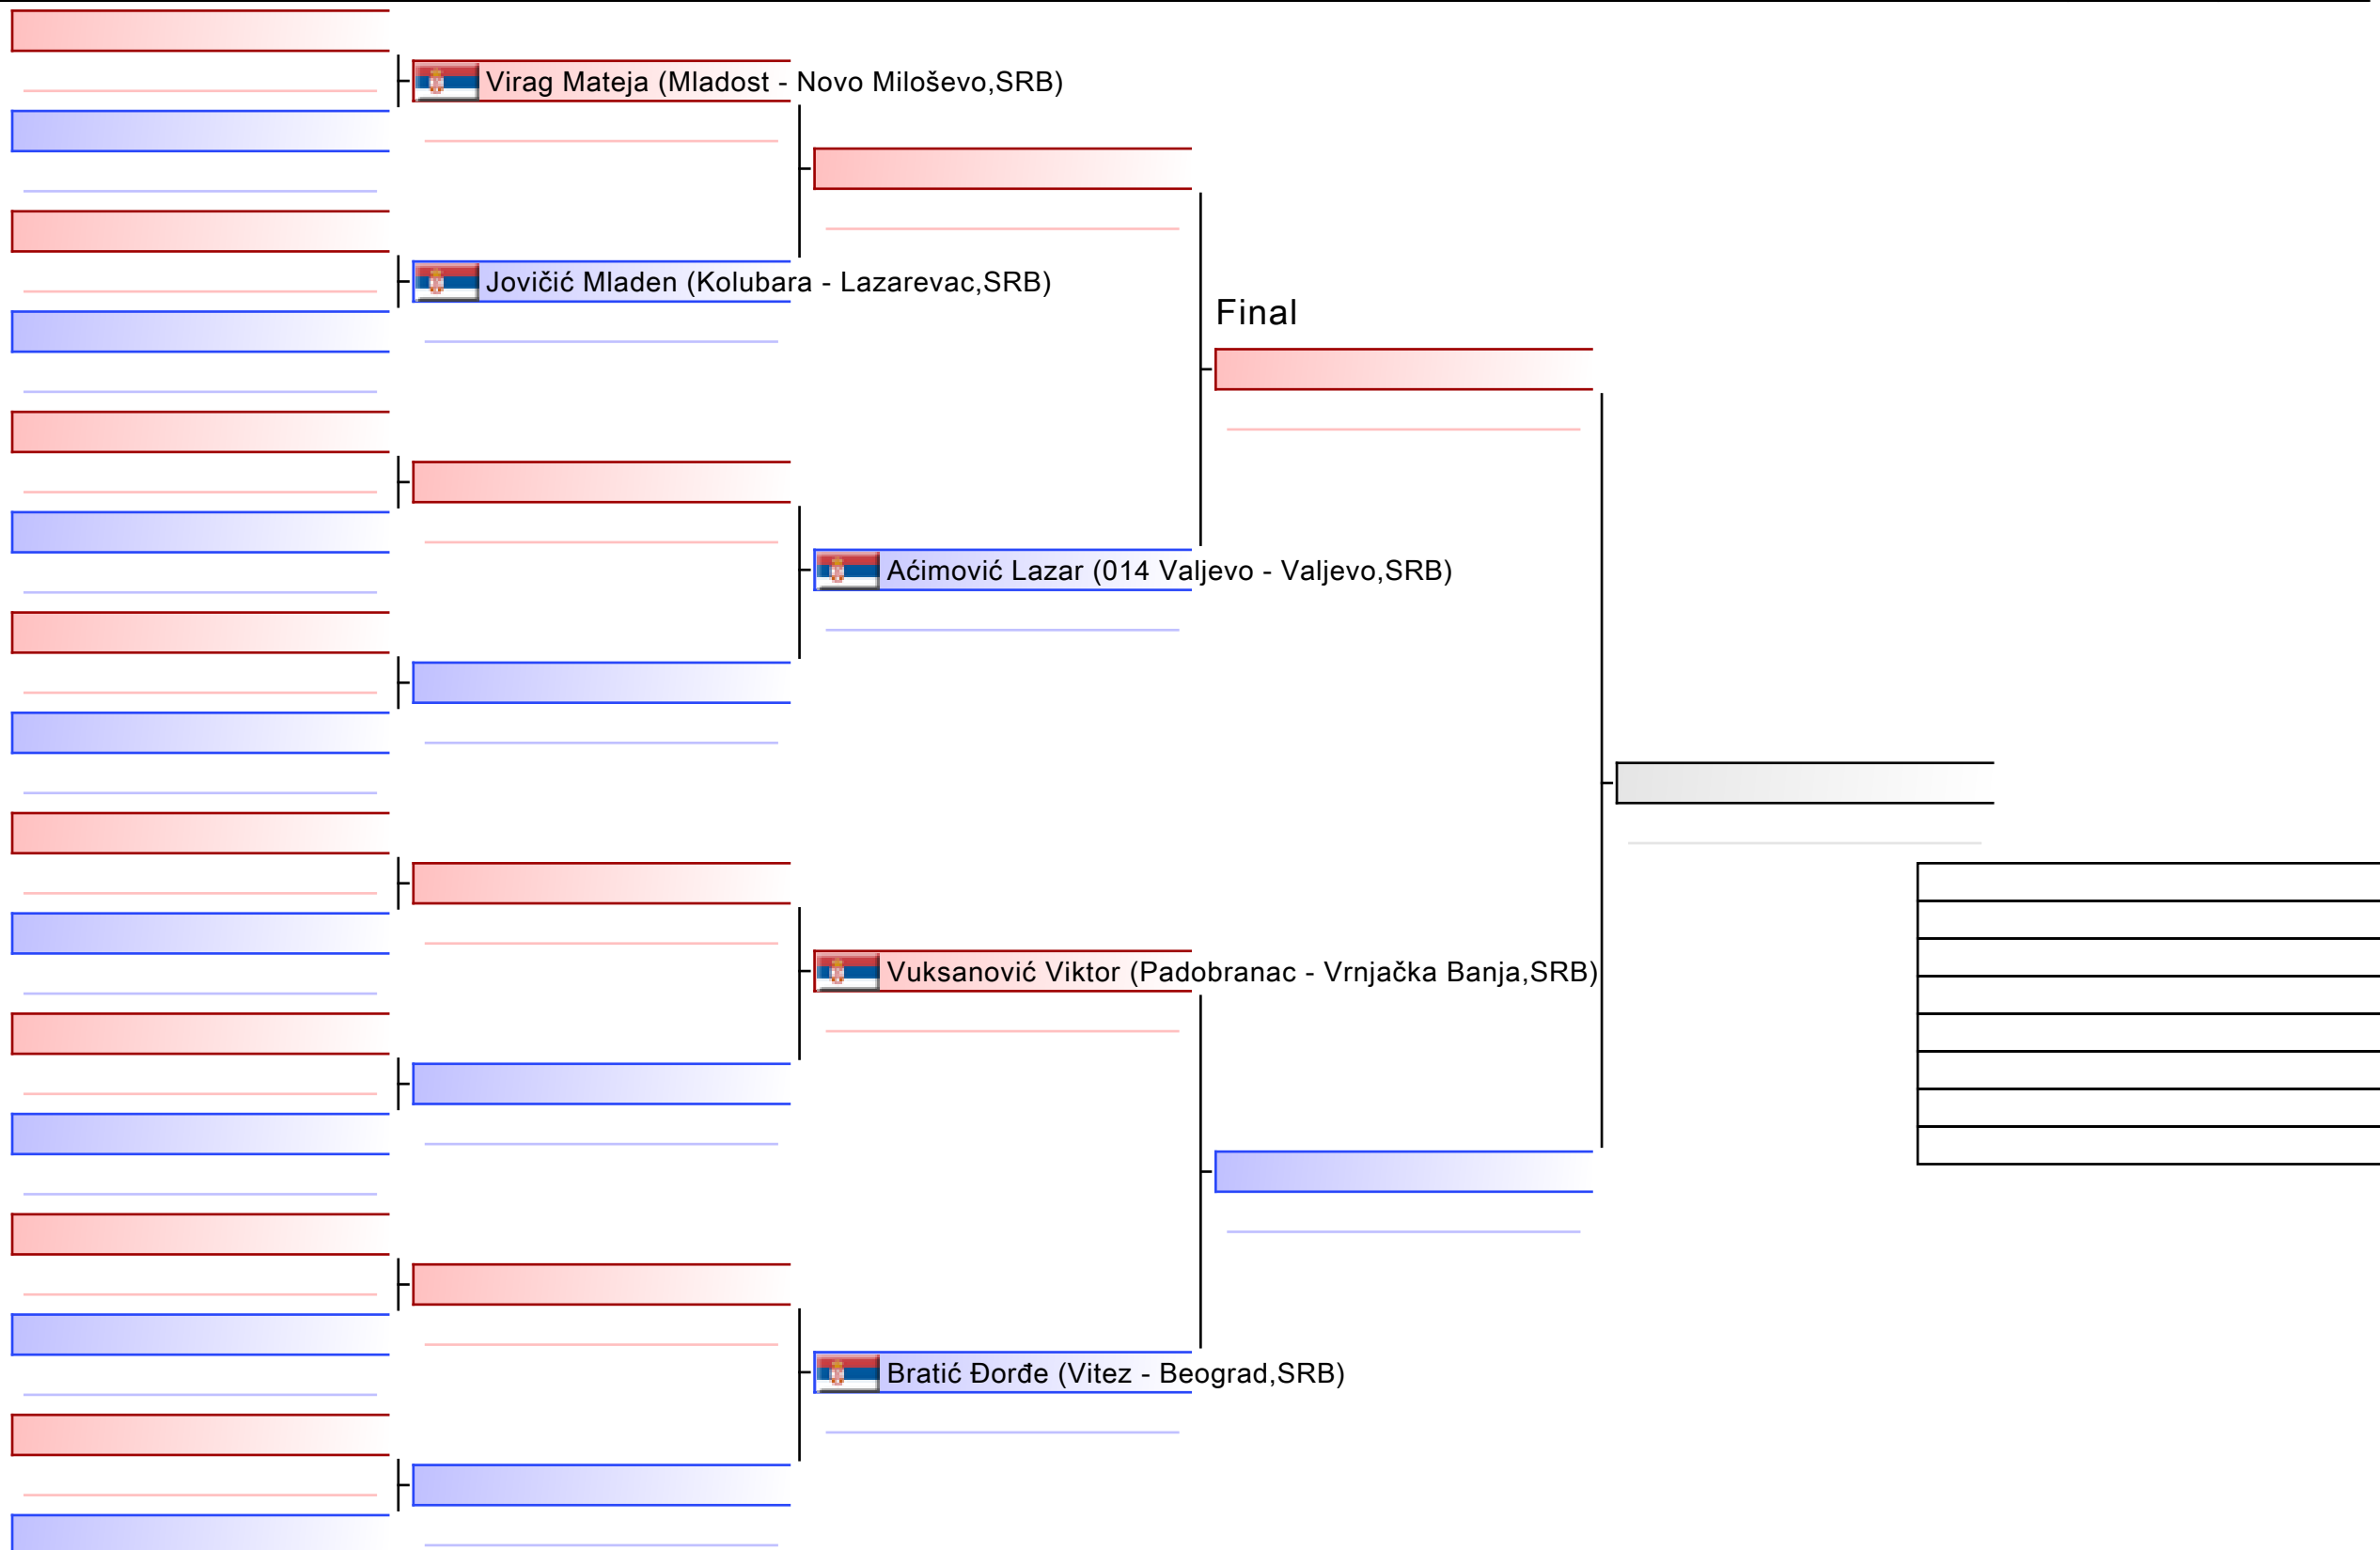 Virag Mateja (Mladost - Novo Miloševo,SRB)
Jovičić Mladen (Kolubara - Lazarevac,SRB)
Final
Aćimović Lazar (014 Valjevo - Valjevo,SRB)
Vuksanović Viktor (Padobranac - Vrnjačka Banja,SRB)
Bratić Đorđe (Vitez - Beograd,SRB)